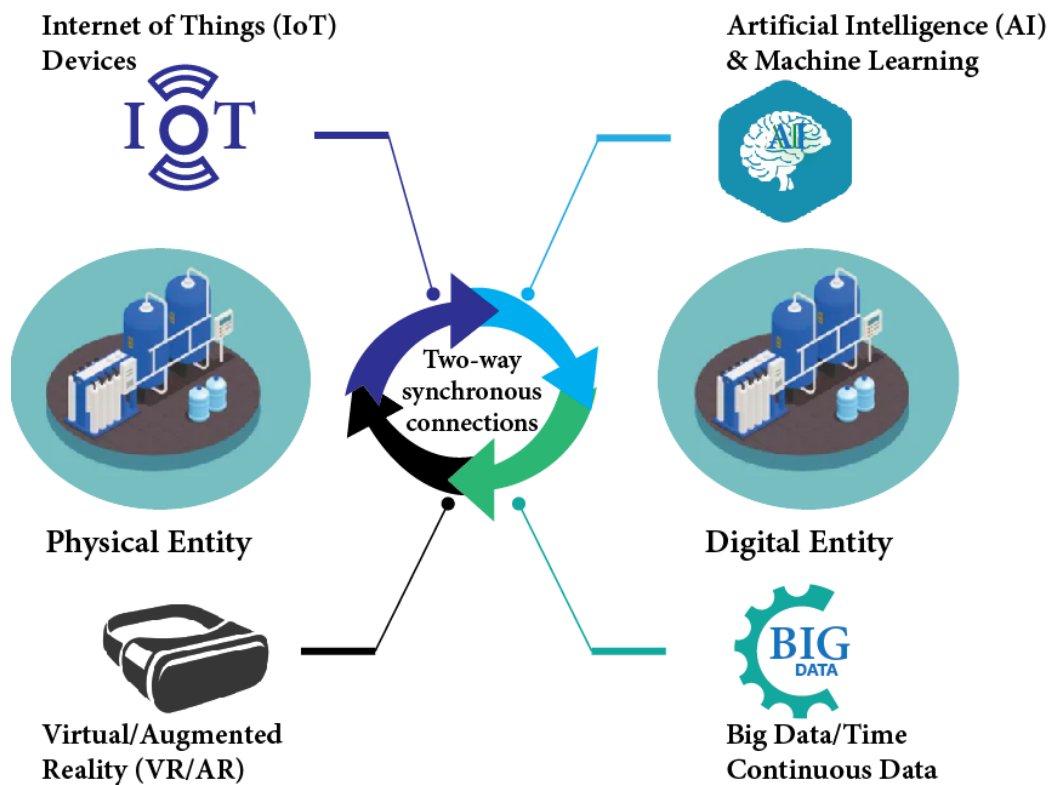 Internet of Things (IoT)
Devices
IOT
Artificial Intelligence (AI)
& Machine Learning
AI
Two-way
synchronous
connections
Physical Entity
Digital Entity
BIG
DATA
Virtual/Augmented
Reality (VR/AR)
Big Data/Time
Continuous Data